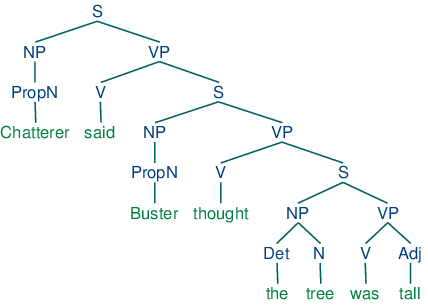 S
NP VP
PropN V S
Chatterer said NP VP
PropN V S
Buster thought NP VP
Det N V Adj
the tree was tall